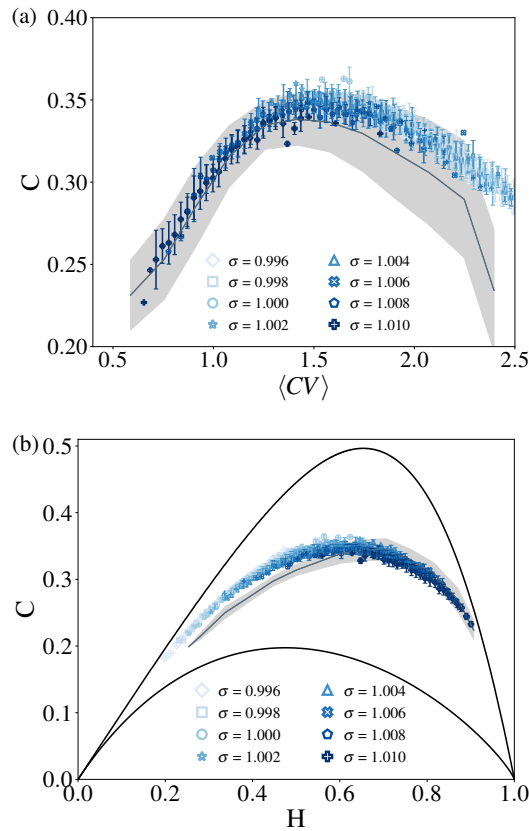 (a)
0.40
0.35
0.30
0.25
0.20
C
0.5 1.0 1.5 2.0 2.5
⟨CV⟩
σ = 0.996 σ = 1.004
σ = 0.998 σ = 1.006
σ = 1.000 σ = 1.008
σ = 1.002 σ = 1.010
(b)
0.5
0.4
0.3
0.2
0.1
0.0
C
σ = 0.996 σ = 1.004
σ = 0.998 σ = 1.006
σ = 1.000 σ = 1.008
σ = 1.002 σ = 1.010
0.0 0.2 0.4 0.6 0.8 1.0
H